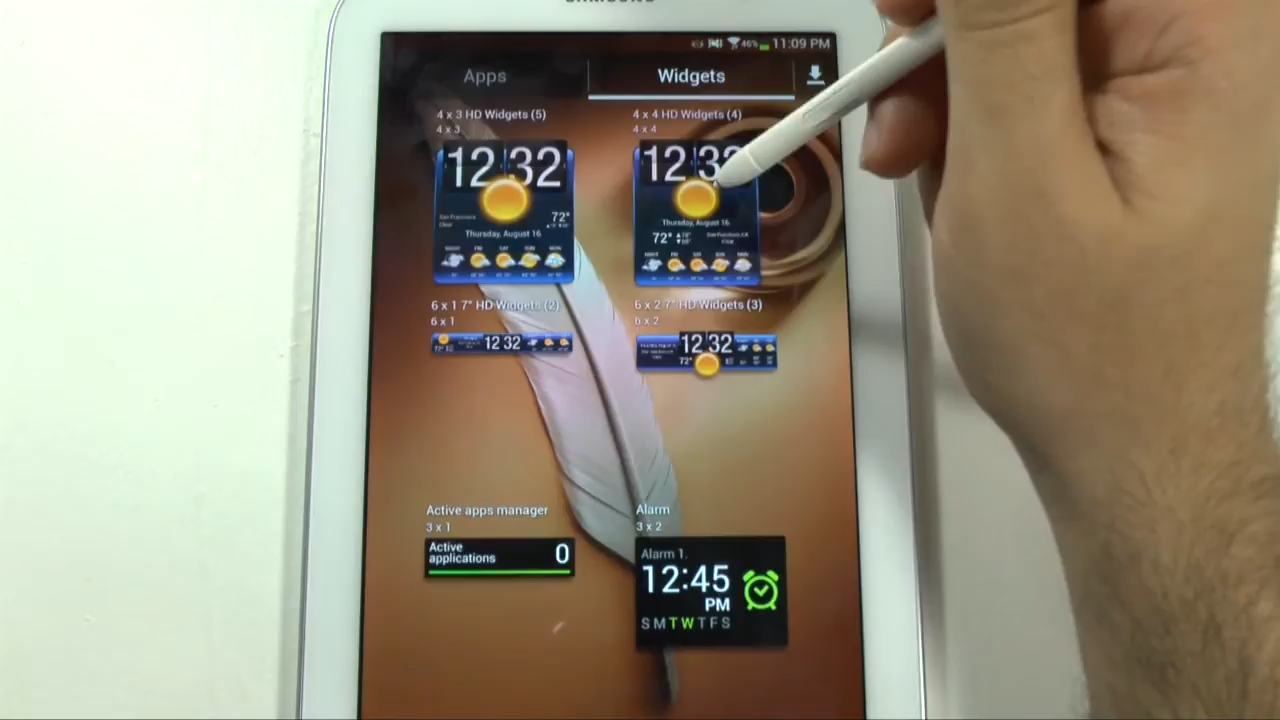 SAMSUNG
46% 11:09 PM
Apps Widgets
4 x 3 HD Widgets (5)
4 x 3
12 32
72°
Thursday, August 16
4 x 4 HD Widgets (4)
4 x 4
12 32
Thursday, August 16
72°
6 x 1 7" HD Widgets (2)
6 x 1
12 32
6 x 2 7" HD Widgets (3)
6 x 2
12 32
72°
Active apps manager
3 x 1
Active
applications 0
Alarm
3 x 2
Alarm 1.
12:45
PM
S M T W T F S